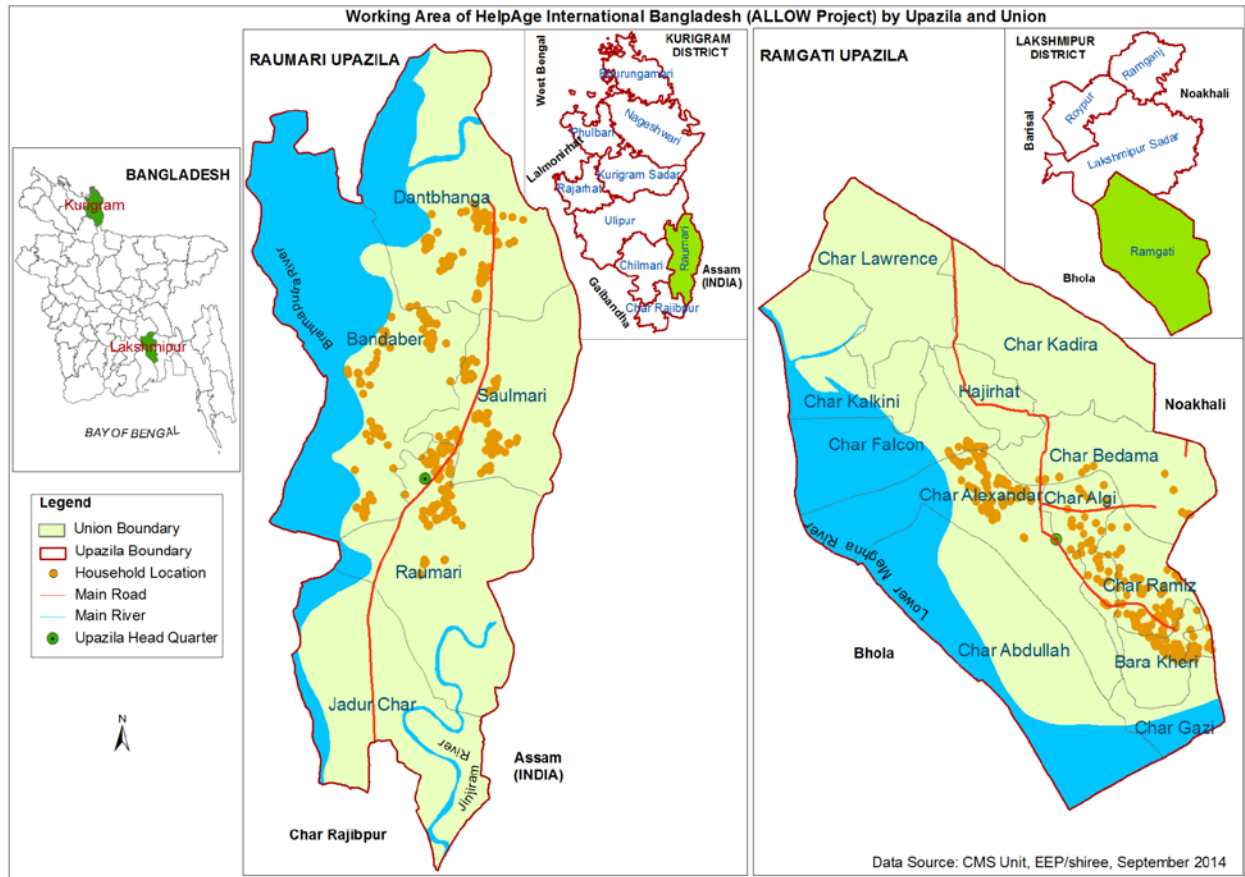 Working Area of HelpAge International Bangladesh (ALLOW Project) by Upazila and Union
BANGLADESH
Kurigram
Lakshmipur
BAY OF BENGAL
Legend
Union Boundary
Upazila Boundary
Household Location
Main Road
Main River
Upazila Head Quarter
N
RAUMARI UPAZILA
Dantbhanga
Brahmaputra River
Bandaber
Saulmari
Raumari
Jadur Char
River
Jinjiram
Assam
(INDIA)
Char Rajibpur
KURIGRAM
DISTRICT
West Bengal
Bhurungamari
Nageshwari
Phulbari
Lalmonirhat
Kurigram Sadar
Rajarhat
Ulipur
Raumari
Chilmari
Assam
(INDIA)
Gaibandha
Char Rajibpur
RAMGATI UPAZILA
LAKSHMIPUR
DISTRICT
Ramganj
Noakhali
Roypur
Barisal
Lakshmipur Sadar
Ramgati
Bhola
Char Lawrence
Char Kadira
Hajirhat
Noakhali
Char Kalkini
Char Falcon
Char Bedama
Char Alexandar
Char Algi
Lower Meghna River
Char Ramiz
Char Abdullah
Bara Kheri
Bhola
Char Gazi
Data Source: CMS Unit, EEP/shiree, September 2014